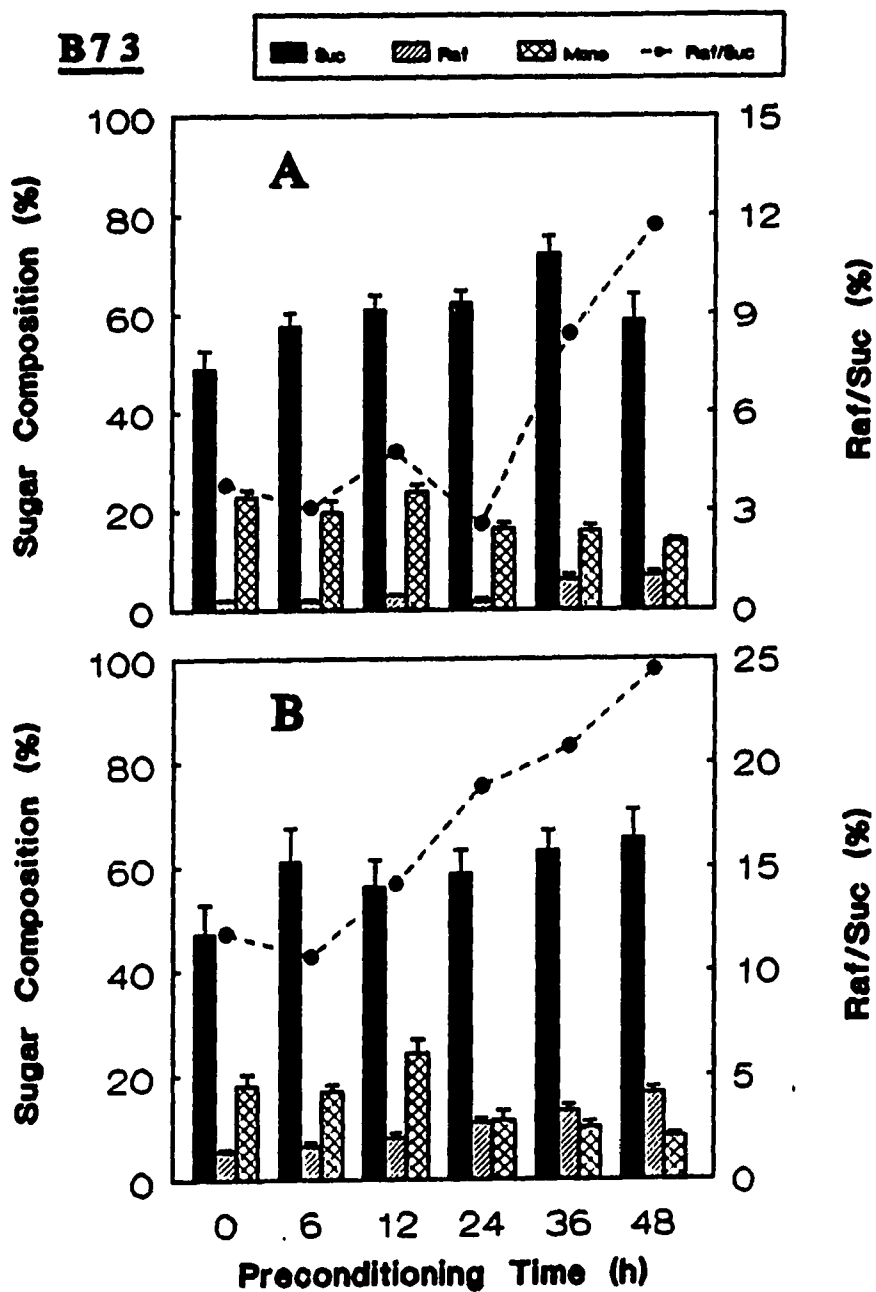 B73
Suc Raf Mono Raf/Suc
A
Sugar Composition (%)
100
80
60
40
20
0
15
12
9
6
3
0
Raf/Suc (%)
B
Sugar Composition (%)
100
80
60
40
20
0
25
20
15
10
5
0
Raf/Suc (%)
0 6 12 24 36 48
Preconditioning Time (h)